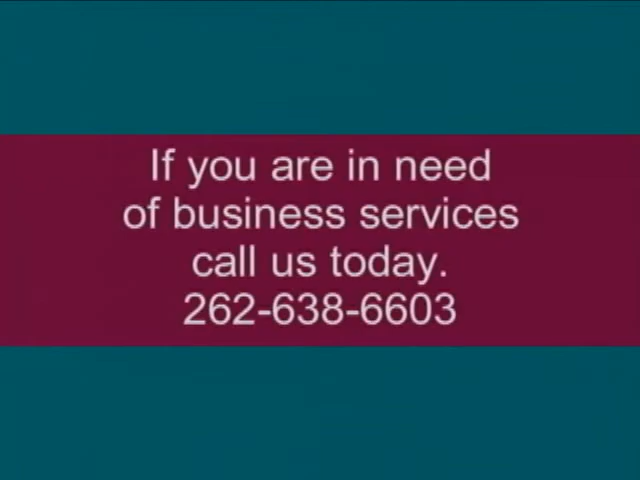 If you are in need
of business services
call us today.
262-638-6603